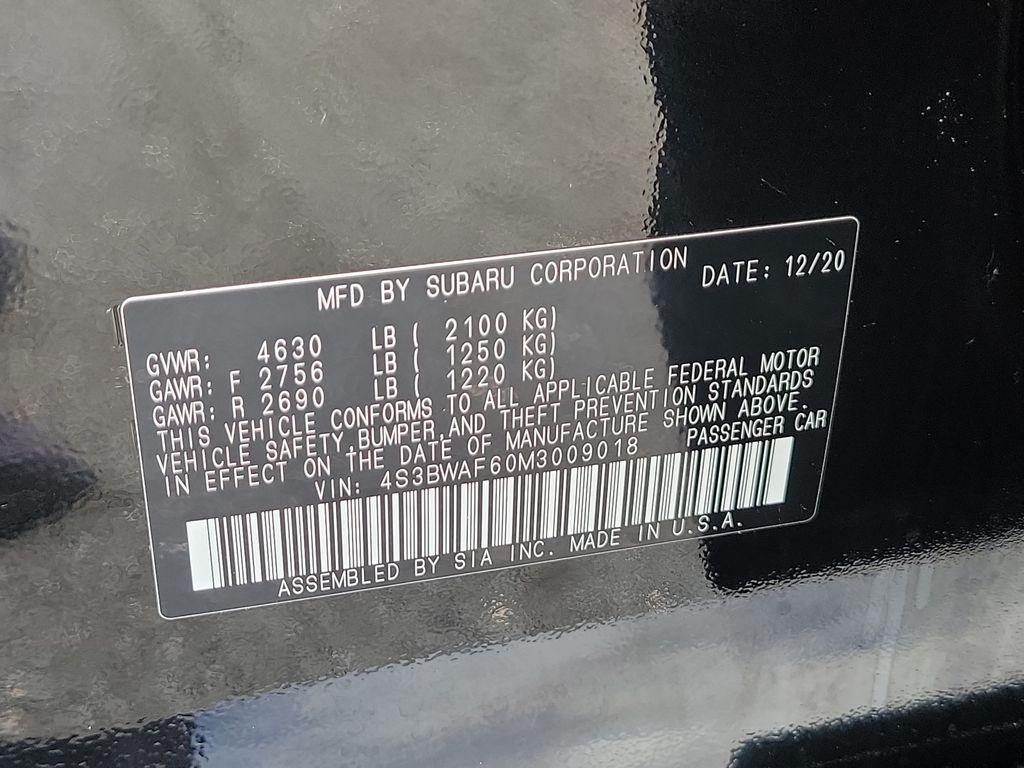 MFD BY SUBARU CORPORATION DATE: 12/20
GVWR: 4630 LB ( 2100 KG)
GAWR: F 2756 LB ( 1250 KG)
GAWR: R 2690 LB ( 1220 KG)
THIS VEHICLE CONFORMS TO ALL APPLICABLE FEDERAL MOTOR
VEHICLE SAFETY, BUMPER AND THEFT PREVENTION STANDARDS
IN EFFECT ON THE DATE OF MANUFACTURE SHOWN ABOVE.
VIN: 4S3BWAF60M3009018 PASSENGER CAR
ASSEMBLED BY SIA INC. MADE IN U.S.A.